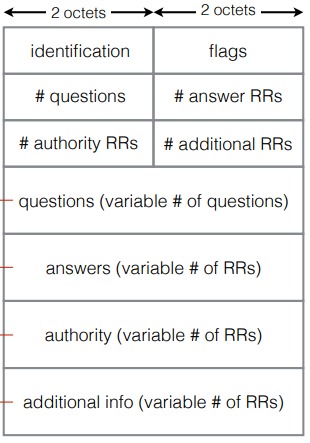 2 octets 2 octets
identification flags
# questions # answer RRs
# authority RRs # additional RRs
questions (variable # of questions)
answers (variable # of RRs)
authority (variable # of RRs)
additional info (variable # of RRs)